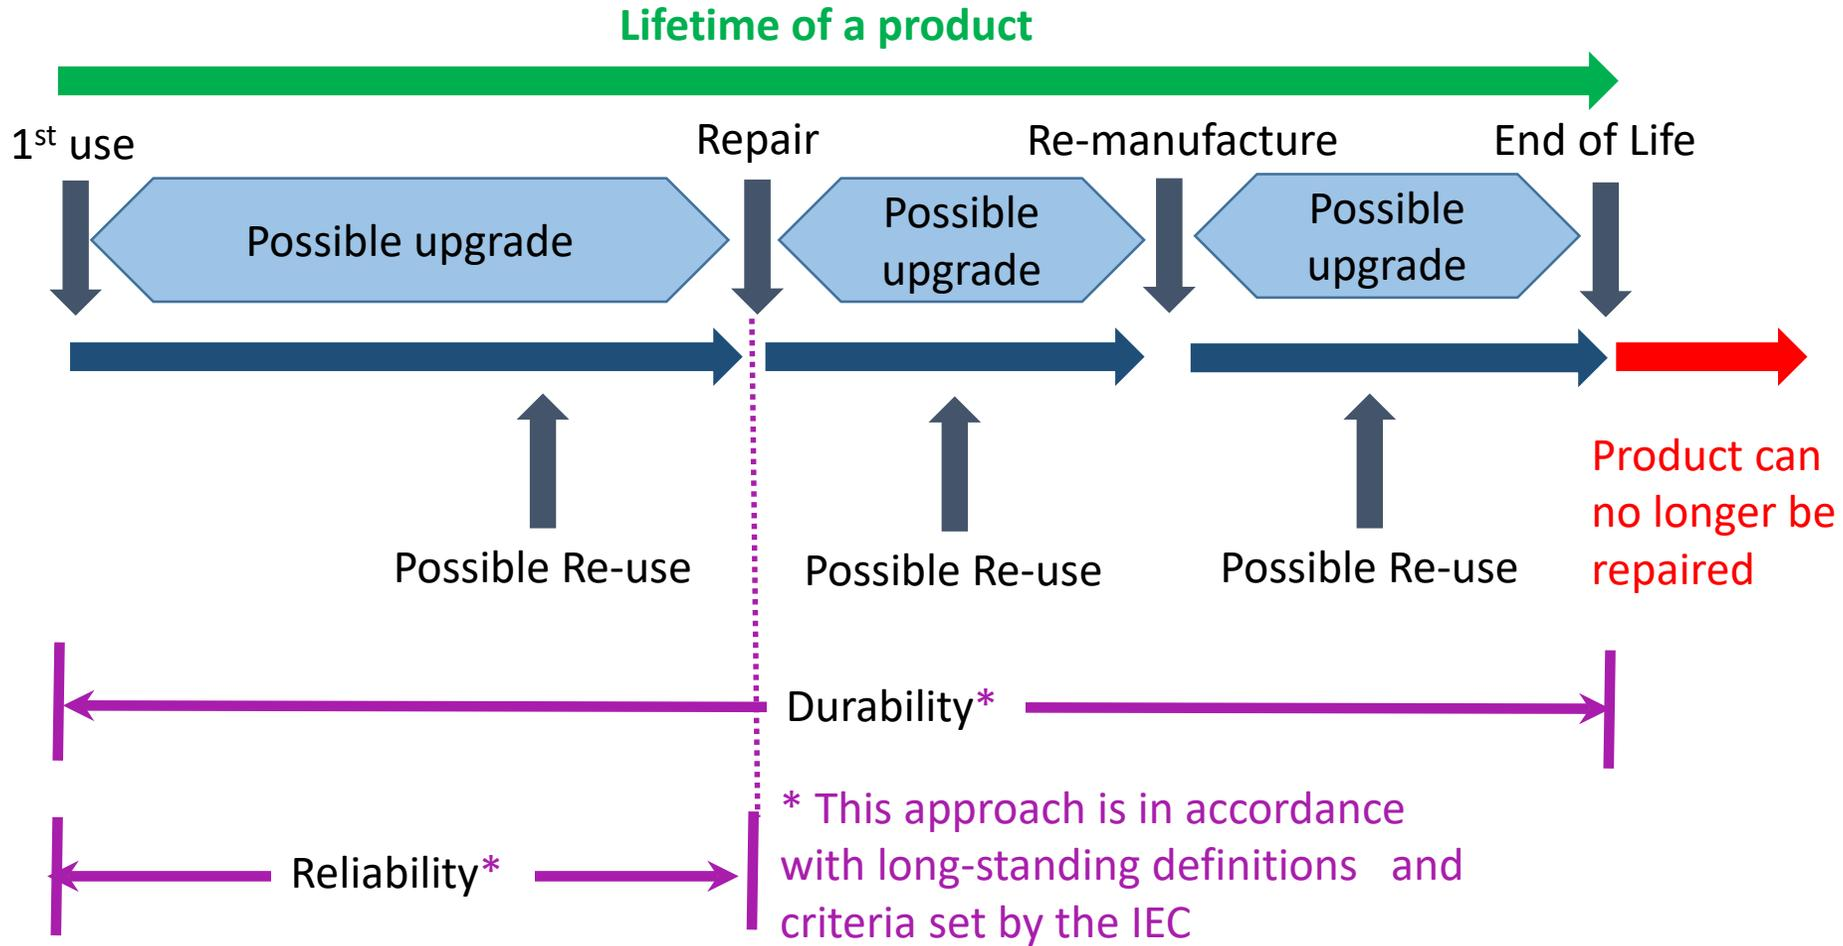 Lifetime of a product
1st use
Repair
Re-manufacture
End of Life
Possible upgrade
Possible
upgrade
Possible
upgrade
Possible Re-use
Possible Re-use
Possible Re-use
Product can
no longer be
repaired
Durability*
Reliability*
* This approach is in accordance
with long-standing definitions and
criteria set by the IEC